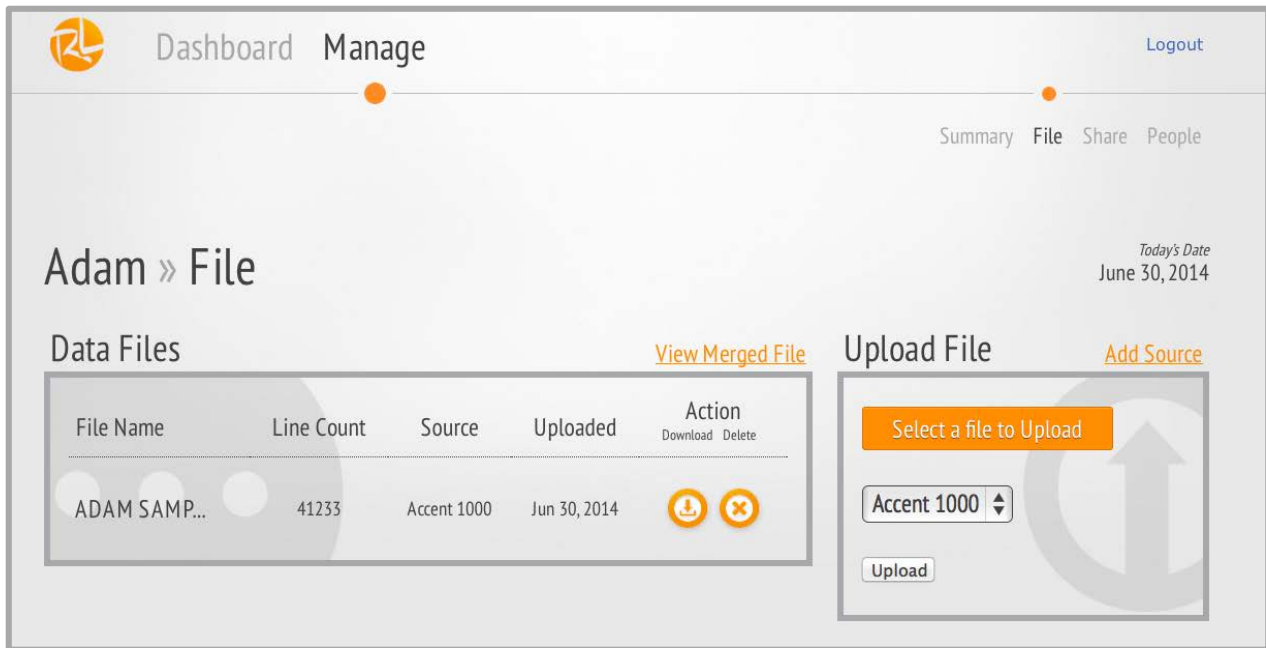 RL
Dashboard Manage
Logout
Summary File Share People
Adam » File
Today's Date
June 30, 2014
Data Files
View Merged File
File Name Line Count Source Uploaded Action
Download Delete
ADAM SAMP... 41233 Accent 1000 Jun 30, 2014
Upload File
Add Source
Select a file to Upload
Accent 1000
Upload